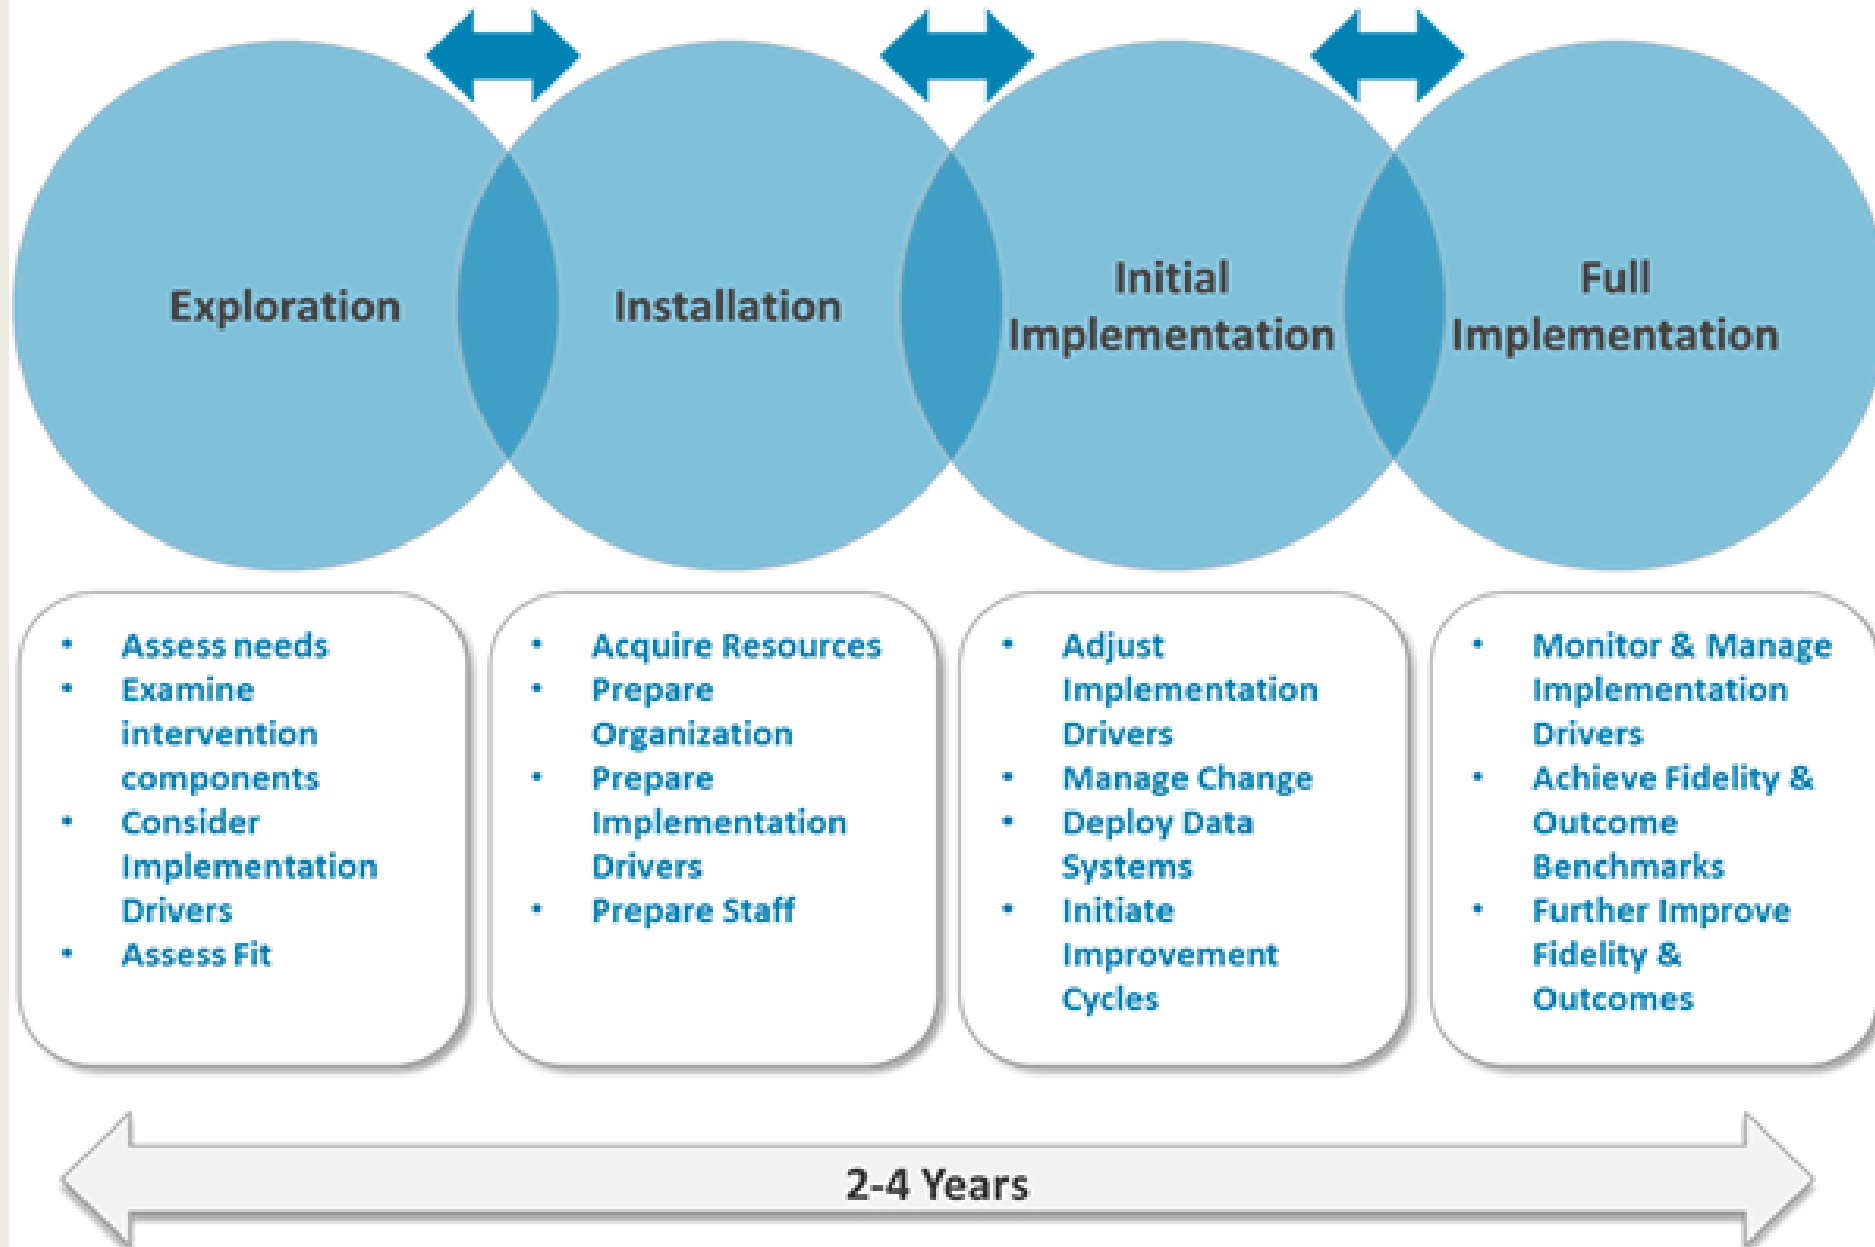 Exploration
Installation
Initial
Implementation
Full
Implementation
• Assess needs
• Examine
intervention
components
• Consider
Implementation
Drivers
• Assess Fit
• Acquire Resources
• Prepare
Organization
• Prepare
Implementation
Drivers
• Prepare Staff
• Adjust
Implementation
Drivers
• Manage Change
• Deploy Data
Systems
• Initiate
Improvement
Cycles
• Monitor & Manage
Implementation
Drivers
• Achieve Fidelity &
Outcome
Benchmarks
• Further Improve
Fidelity &
Outcomes
2-4 Years